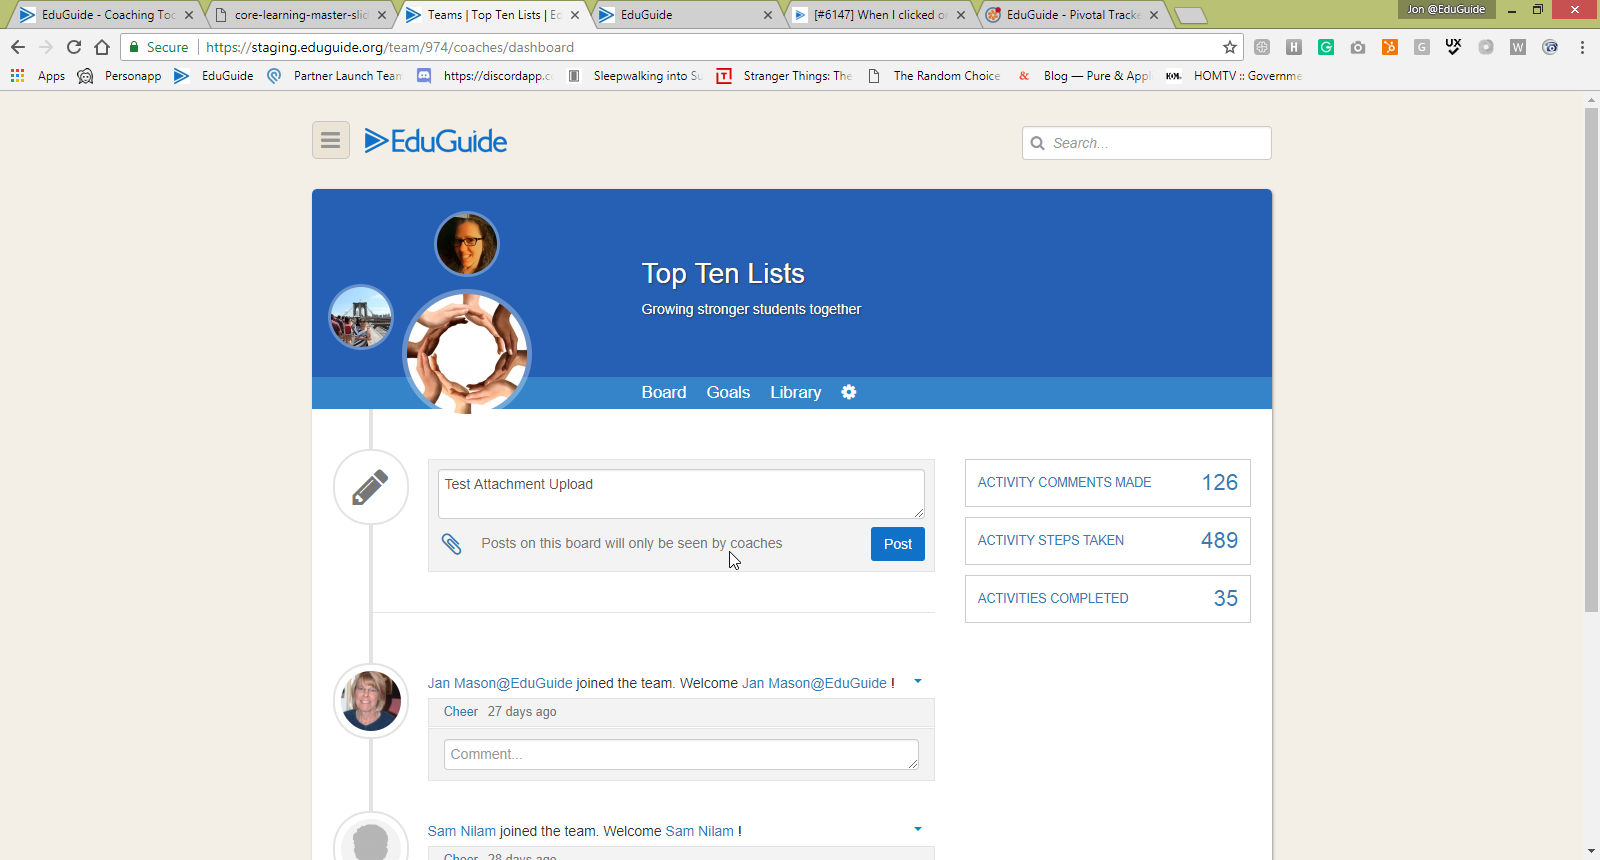 EduGuide - Coaching Too
core-learning-master-slid
Teams | Top Ten Lists | Ed
EduGuide
[#6147] When I clicked o
EduGuide - Pivotal Tracke
Jon @EduGuide
Secure
https://staging.eduguide.org/team/974/coaches/dashboard
Apps
Personapp
EduGuide
Partner Launch Tean
https://discordapp.c
Sleepwalking into Su
Stranger Things: The
The Random Choice
Blog — Pure & Appl
HOMTV :: Governme
EduGuide
Search...
Top Ten Lists
Growing stronger students together
Board Goals Library
Test Attachment Upload
Posts on this board will only be seen by coaches
Post
ACTIVITY COMMENTS MADE 126
ACTIVITY STEPS TAKEN 489
ACTIVITIES COMPLETED 35
Jan Mason@EduGuide joined the team. Welcome Jan Mason@EduGuide !
Cheer 27 days ago
Comment...
Sam Nilam joined the team. Welcome Sam Nilam !
Cheer 28 days ago